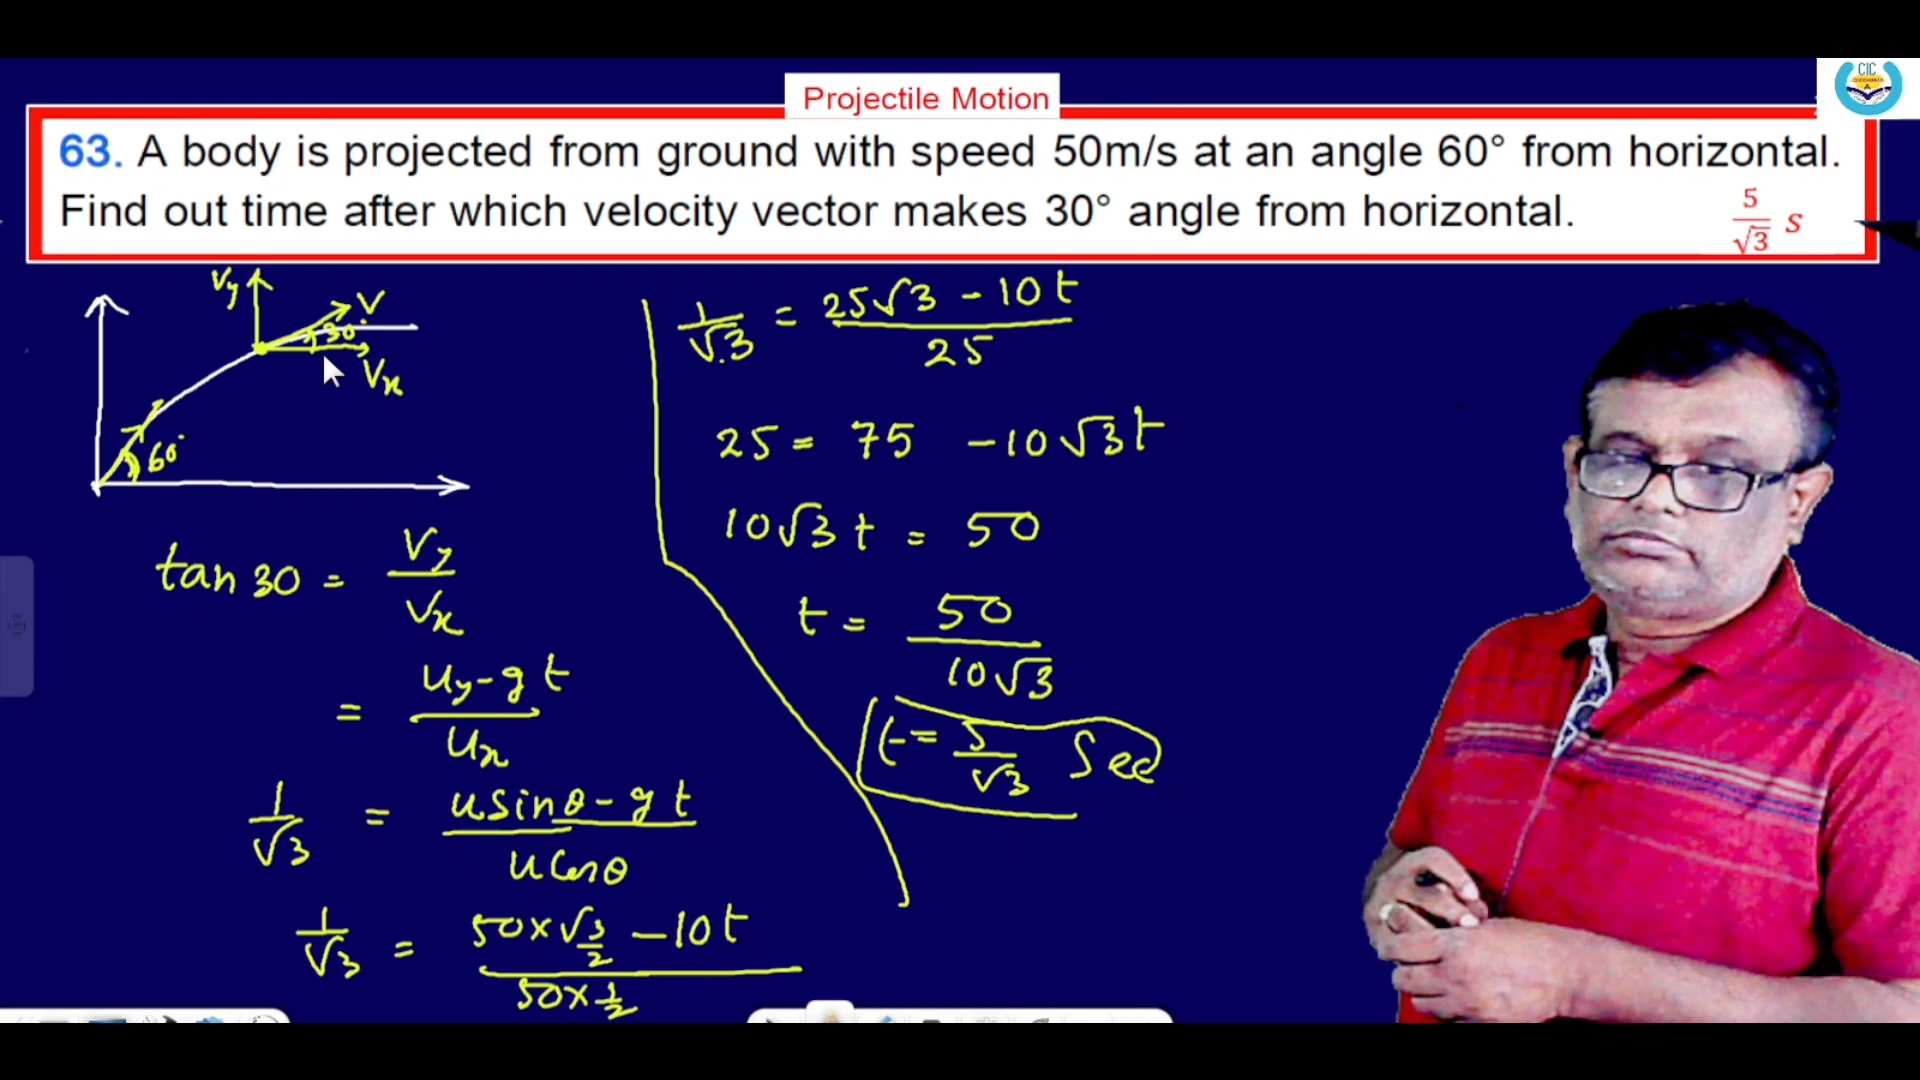 CIC
Projectile Motion
63. A body is projected from ground with speed 50m/s at an angle 60° from horizontal.
Find out time after which velocity vector makes 30° angle from horizontal.
5/√3 s
Vy
V
30°
Vx
60°
tan 30 = Vy/Vx
= uy - gt / ux
1/√3 = u sinθ - gt / u cosθ
1/√3 = 50×√3/2 - 10t / 50×1/2
1/√3 = 25√3 - 10t / 25
25 = 75 - 10√3t
10√3t = 50
t = 50/10√3
t = 5/√3 Sec